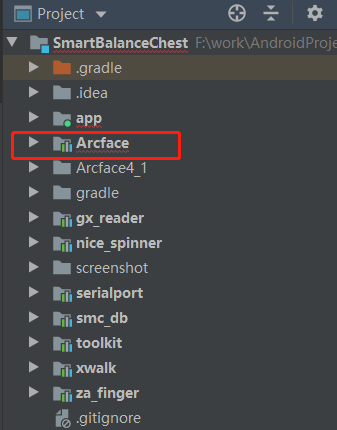 Project
SmartBalanceChest F:\work\AndroidProje
.gradle
.idea
app
Arcface
Arcface4_1
gradle
gx_reader
nice_spinner
screenshot
serialport
smc_db
toolkit
xwalk
za_finger
.gitignore